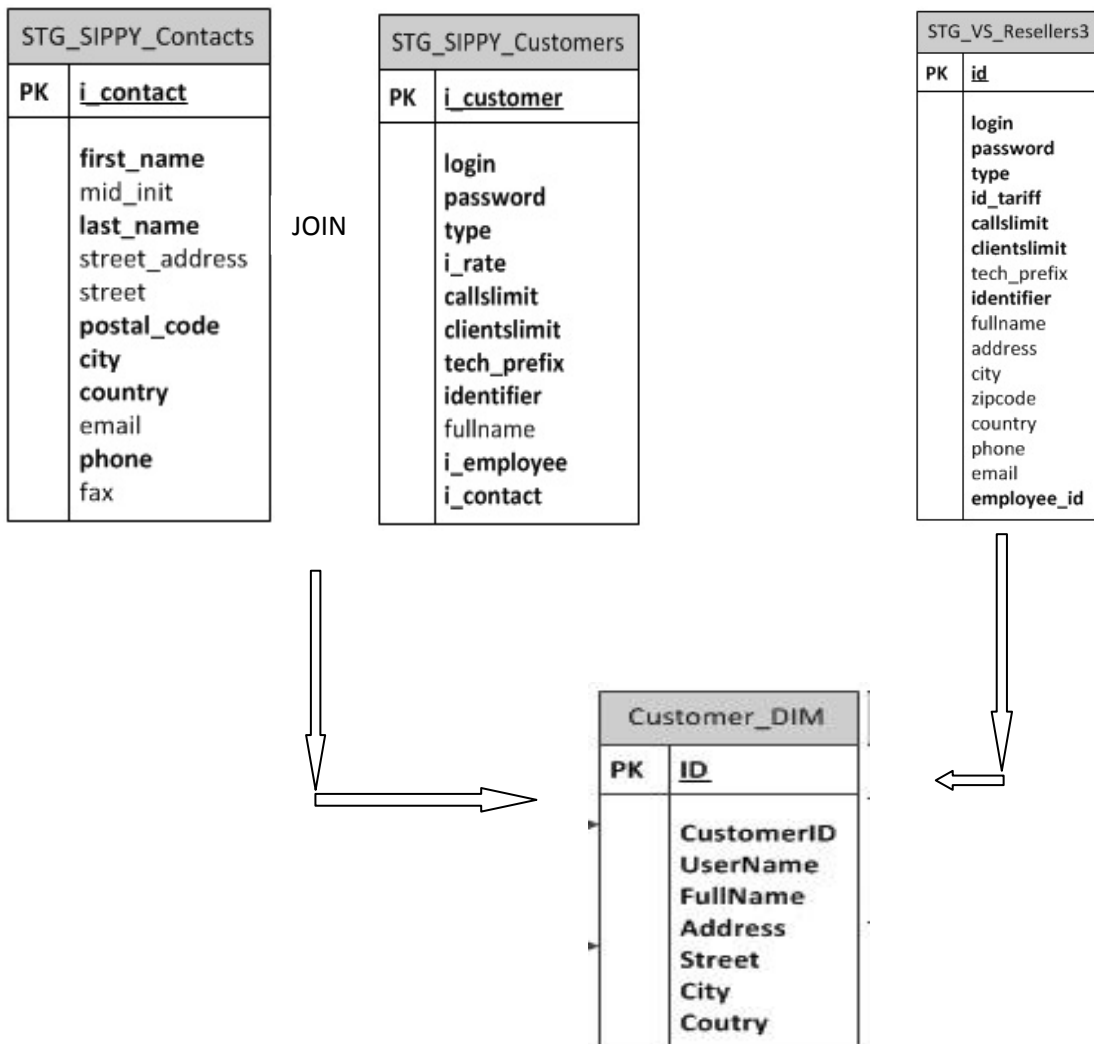 STG_SIPPY_Contacts
PK i_contact
first_name
mid_init
last_name
street_address
street
postal_code
city
country
email
phone
fax
JOIN
STG_SIPPY_Customers
PK i_customer
login
password
type
i_rate
callslimit
clientslimit
tech_prefix
identifier
fullname
i_employee
i_contact
STG_VS_Resellers3
PK id
login
password
type
id_tariff
callslimit
clientslimit
tech_prefix
identifier
fullname
address
city
zipcode
country
phone
email
employee_id
Customer_DIM
PK ID
CustomerID
UserName
FullName
Address
Street
City
Coutry